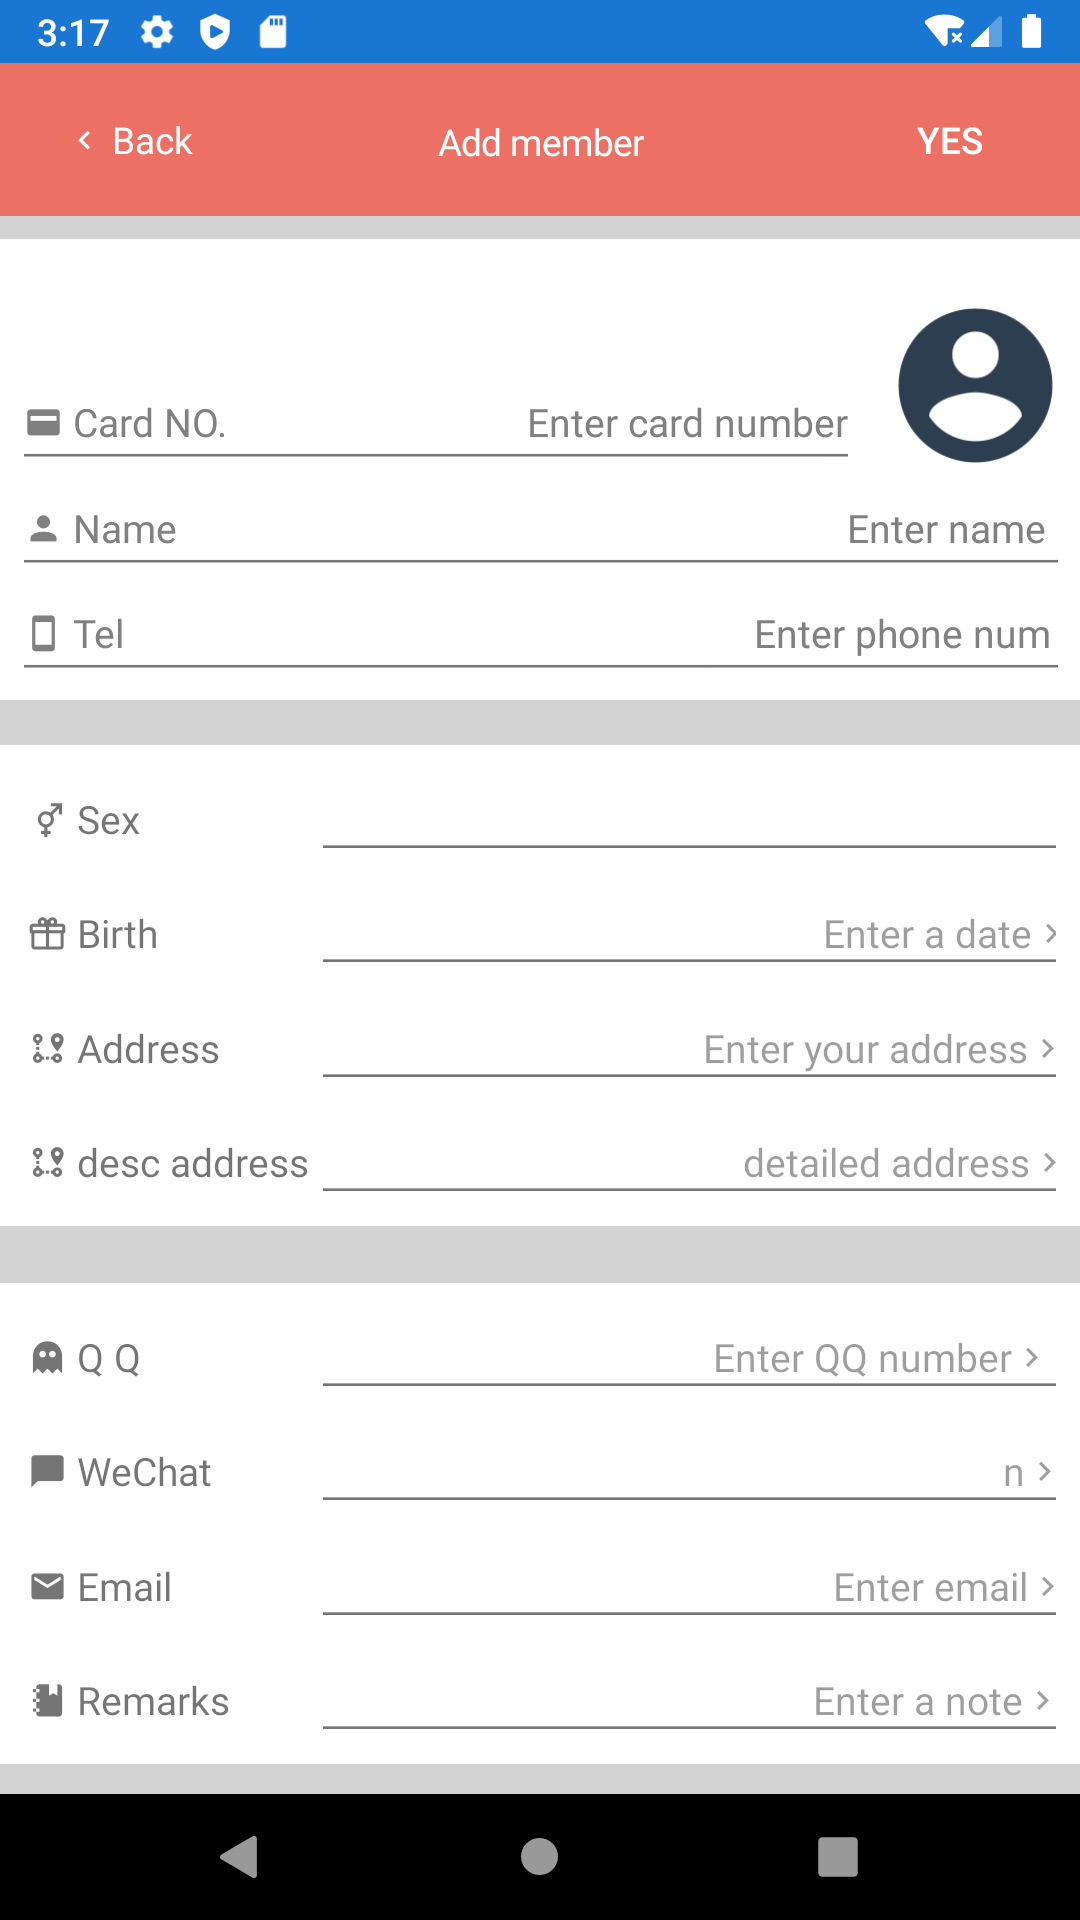 3:17
Back Add member YES
Card NO. Enter card number
Name Enter name
Tel Enter phone num
Sex
Birth Enter a date
Address Enter your address
desc address detailed address
Q Q Enter QQ number
WeChat n
Email Enter email
Remarks Enter a note